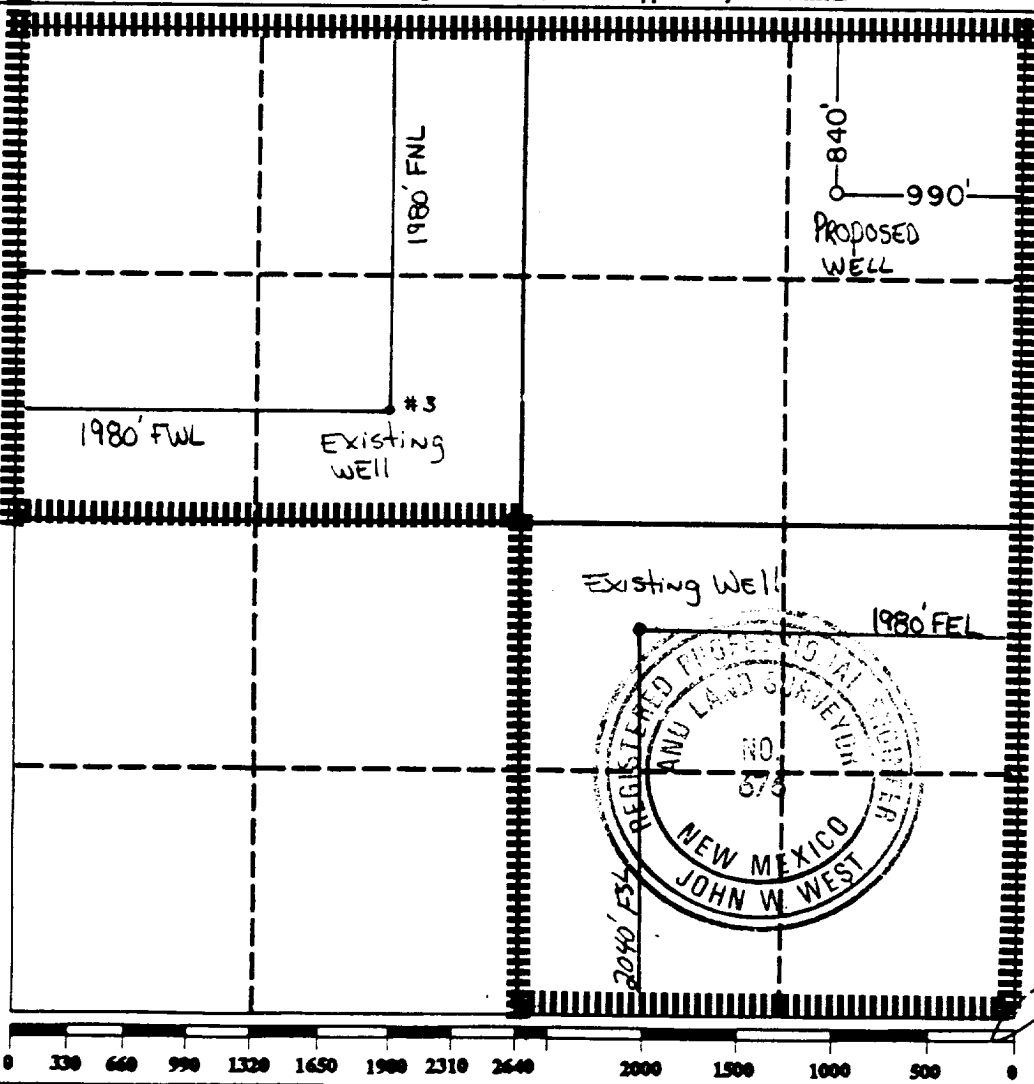 840'
990'
PROPOSED
WELL
1980' FNL
#3
1980' FWL
Existing
WEll
Existing Well
1980' FEL
2040' FSL
REGISTERED PROFESSIONAL ENGINEER
AND LAND SURVEYOR
NO.
676
NEW MEXICO
JOHN W. WEST
0 330 660 990 1320 1650 1980 2310 2640 2000 1500 1000 500 0